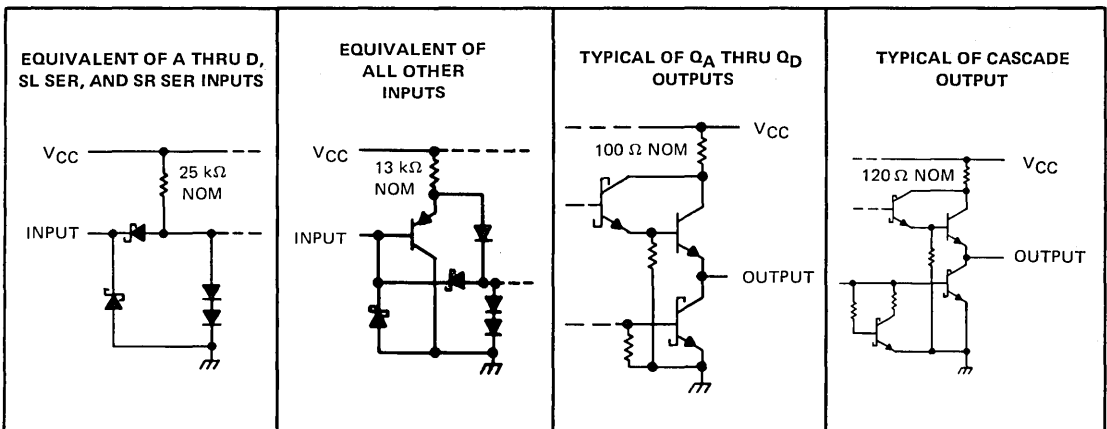 EQUIVALENT OF A THRU D,
SL SER, AND SR SER INPUTS
VCC
25 kΩ
NOM
INPUT
EQUIVALENT OF
ALL OTHER
INPUTS
VCC
13 kΩ
NOM
INPUT
TYPICAL OF QA THRU QD
OUTPUTS
VCC
100 Ω NOM
OUTPUT
TYPICAL OF CASCADE
OUTPUT
VCC
120 Ω NOM
OUTPUT